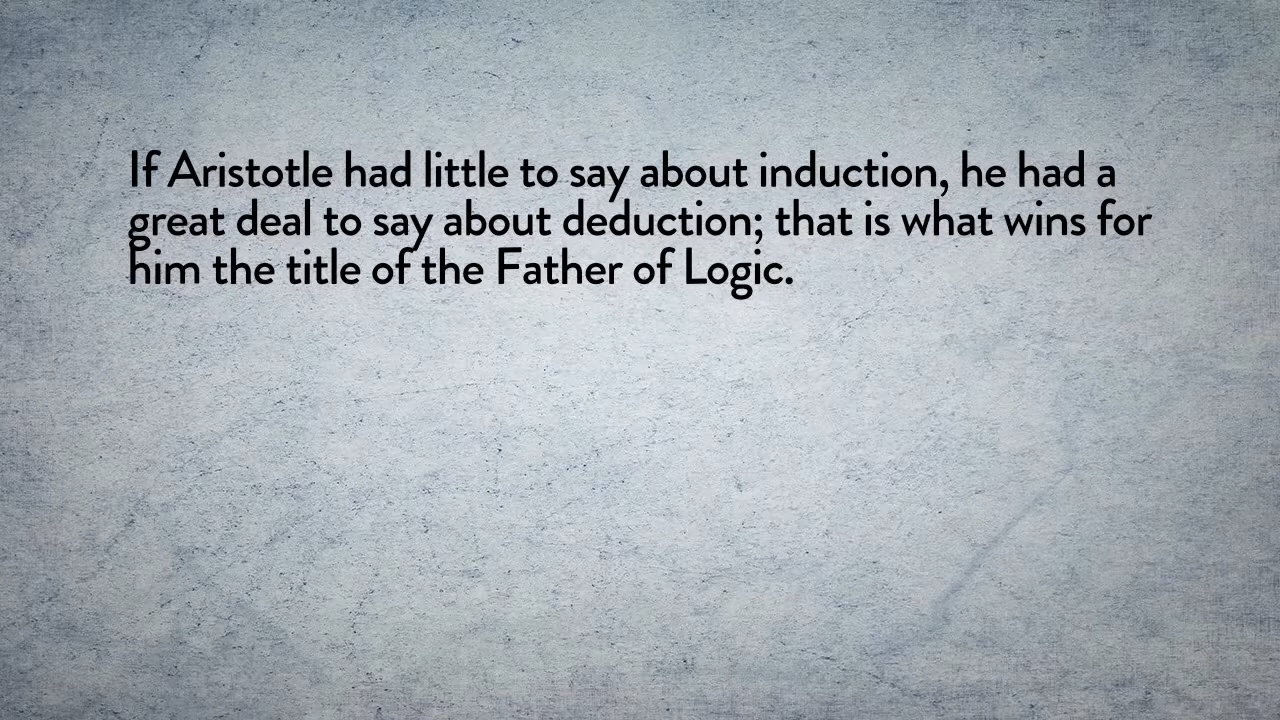 If Aristotle had little to say about induction, he had a
great deal to say about deduction; that is what wins for
him the title of the Father of Logic.